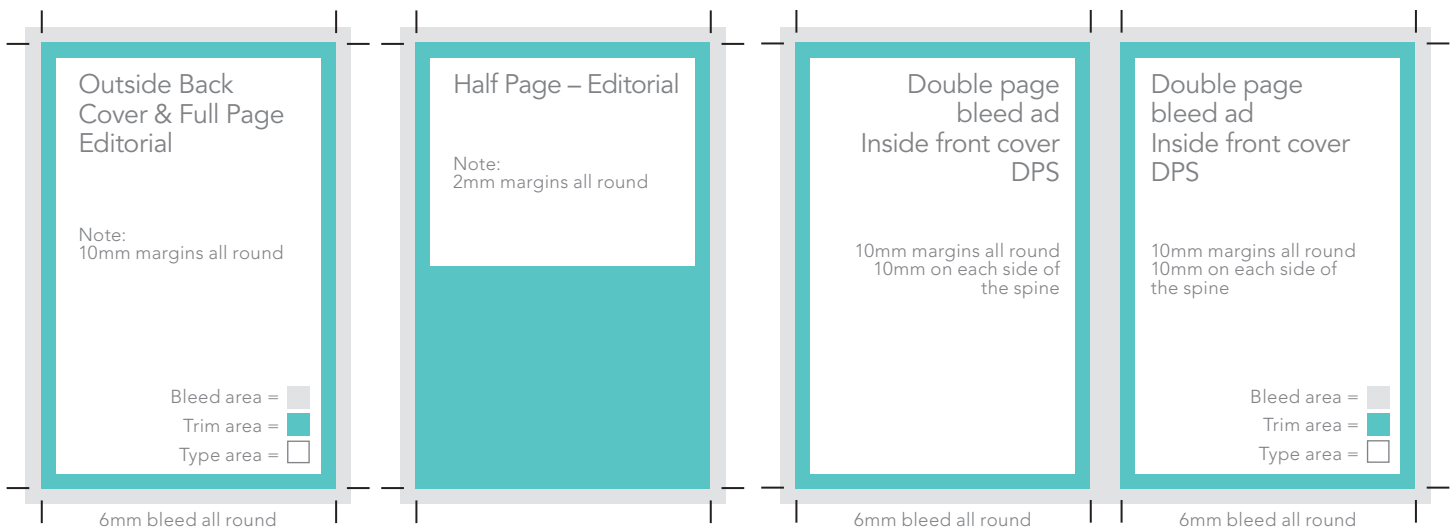 Outside Back
Cover & Full Page
Editorial
Note:
10mm margins all round
Bleed area =
Trim area =
Type area =
6mm bleed all round
Half Page – Editorial
Note:
2mm margins all round
Double page
bleed ad
Inside front cover
DPS
10mm margins all round
10mm on each side of
the spine
6mm bleed all round
Double page
bleed ad
Inside front cover
DPS
10mm margins all round
10mm on each side of
the spine
Bleed area =
Trim area =
Type area =
6mm bleed all round